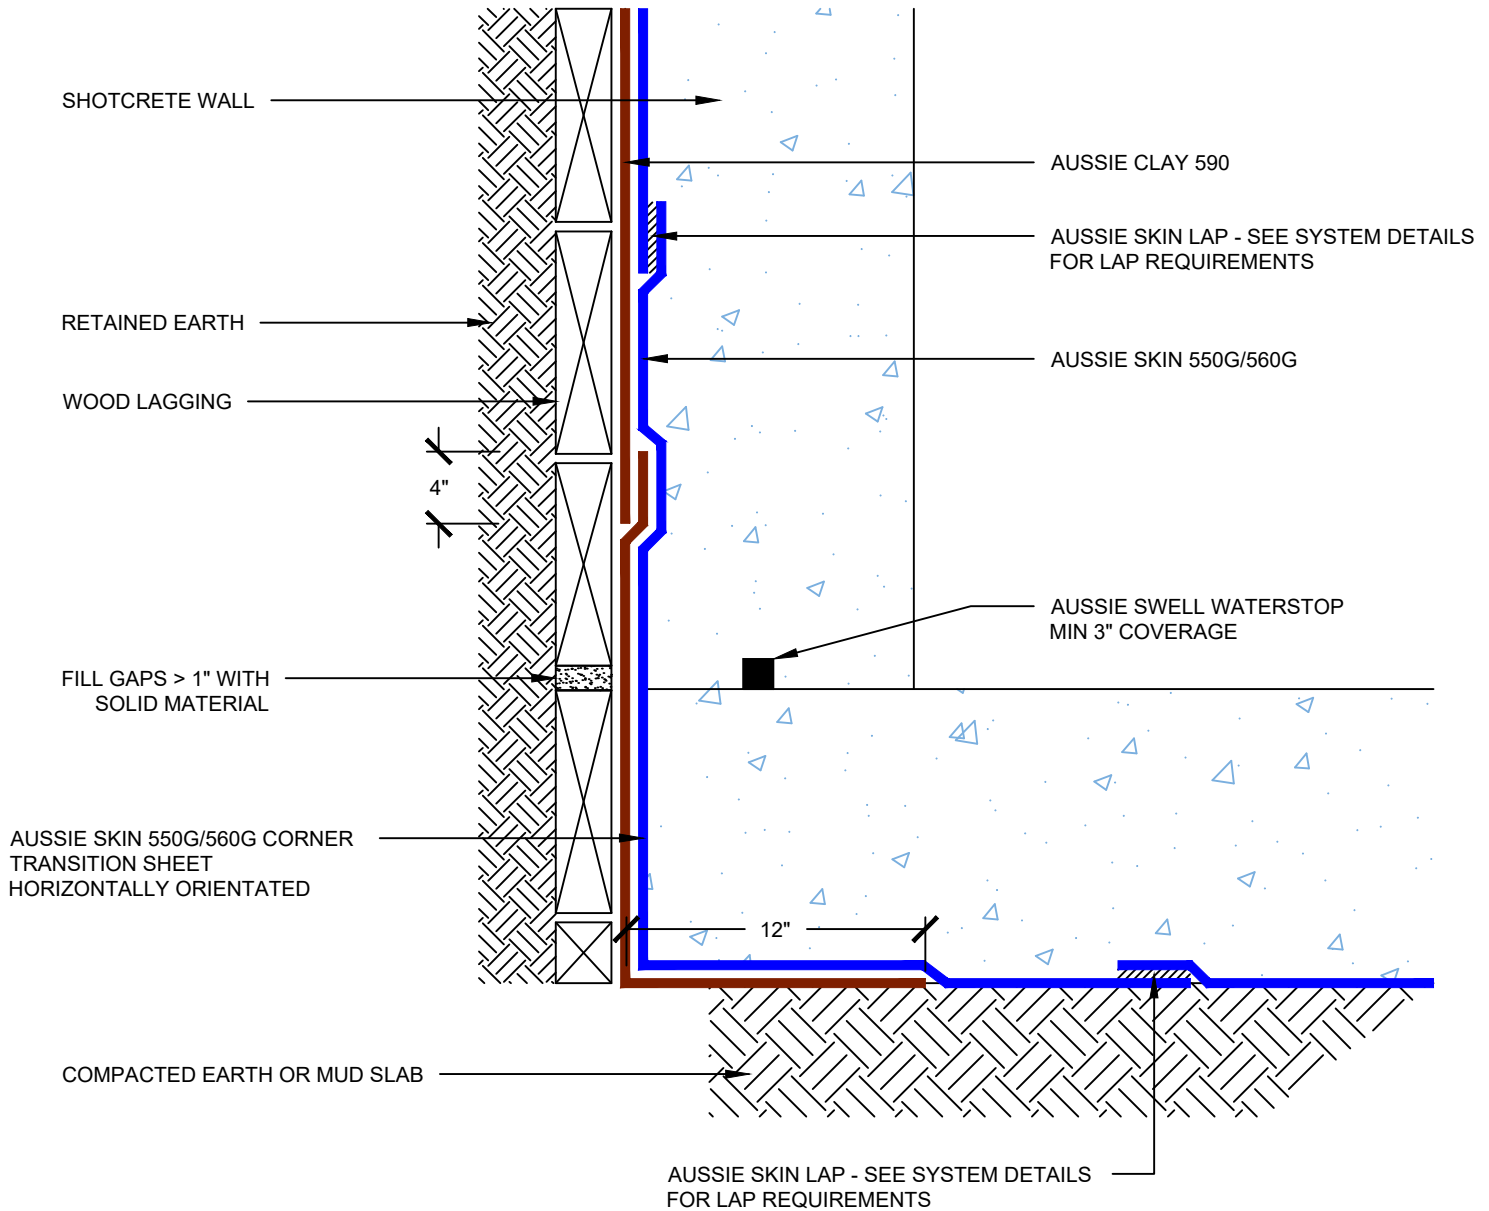 SHOTCRETE WALL
AUSSIE CLAY 590
AUSSIE SKIN LAP - SEE SYSTEM DETAILS
FOR LAP REQUIREMENTS
RETAINED EARTH
AUSSIE SKIN 550G/560G
WOOD LAGGING
4"
AUSSIE SWELL WATERSTOP
MIN 3" COVERAGE
FILL GAPS > 1" WITH
SOLID MATERIAL
AUSSIE SKIN 550G/560G CORNER
TRANSITION SHEET
HORIZONTALLY ORIENTATED
12"
COMPACTED EARTH OR MUD SLAB
AUSSIE SKIN LAP - SEE SYSTEM DETAILS
FOR LAP REQUIREMENTS